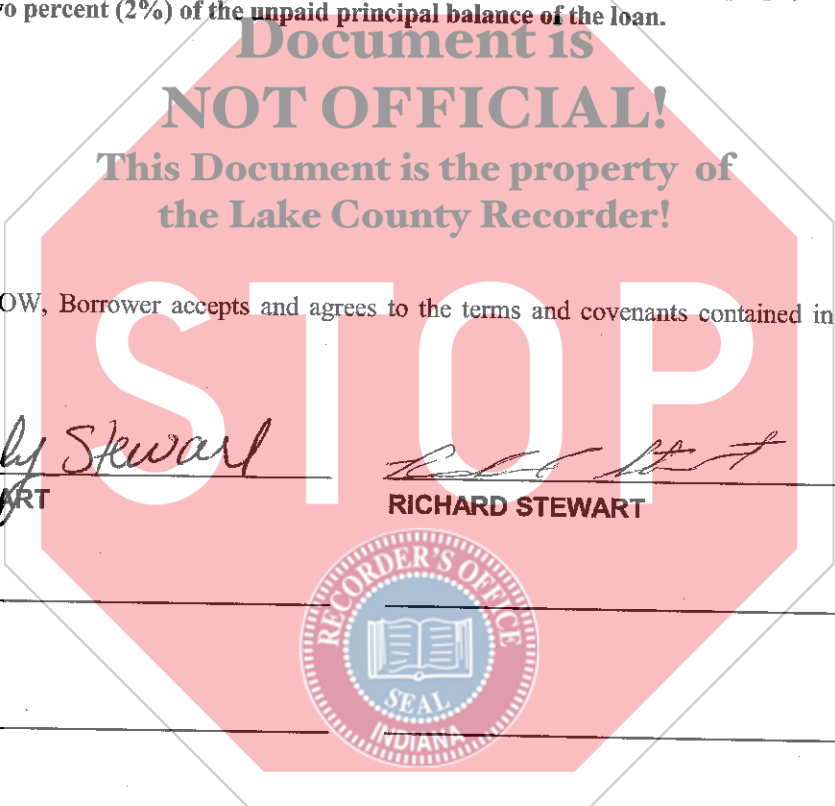 percent (2%) of the unpaid principal balance of the loan.
Document is
NOT OFFICIAL!
This Document is the property of
the Lake County Recorder!
OW, Borrower accepts and agrees to the terms and covenants contained in
STOP
ly Stewart
ART
RICHARD STEWART
RECORDER'S OFFICE
SEAL
INDIANA